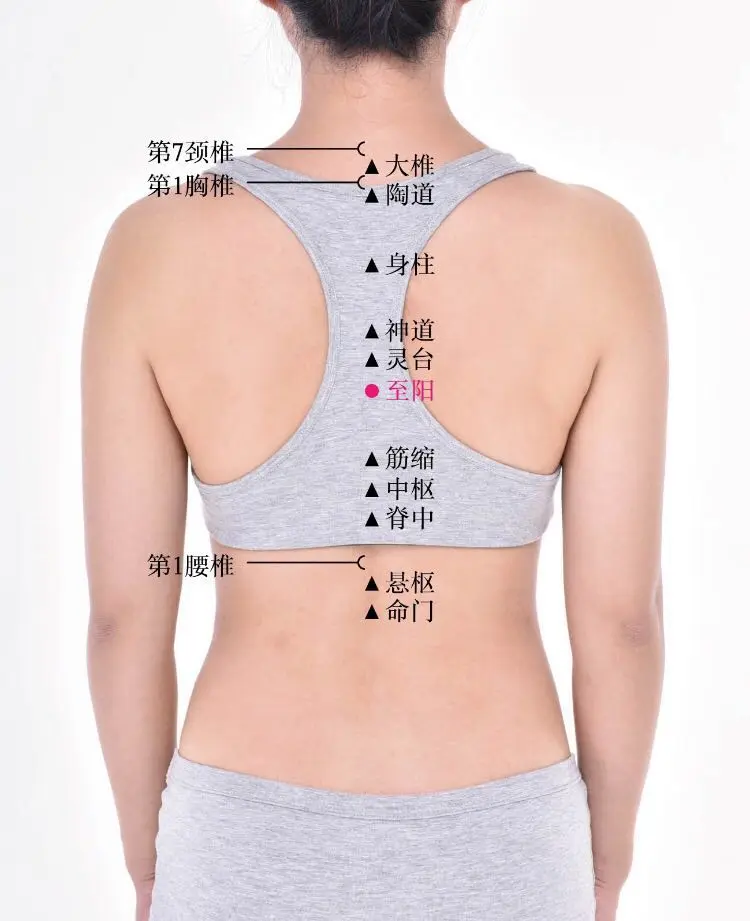 第7颈椎
大椎
第1胸椎
陶道
身柱
神道
灵台
至阳
筋缩
中枢
脊中
第1腰椎
悬枢
命门